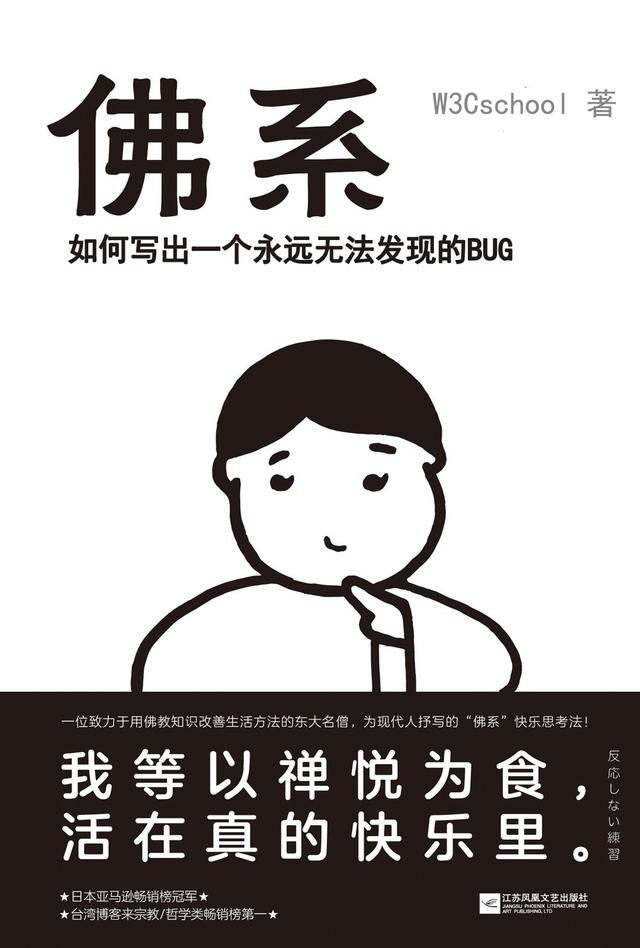 佛系
W3Cschool 著
如何写出一个永远无法发现的BUG
一位致力于用佛教知识改善生活方法的东大名僧，为现代人抒写的“佛系”快乐思考法！
我等以禅悦为食，
活在真的快乐里。
反応しない練習
★日本亚马逊畅销榜冠军★
★台湾博客来宗教/哲学类畅销榜第一★
江苏凤凰文艺出版社
JIANGSU PHOENIX LITERATURE AND
ART PUBLISHING, LTD